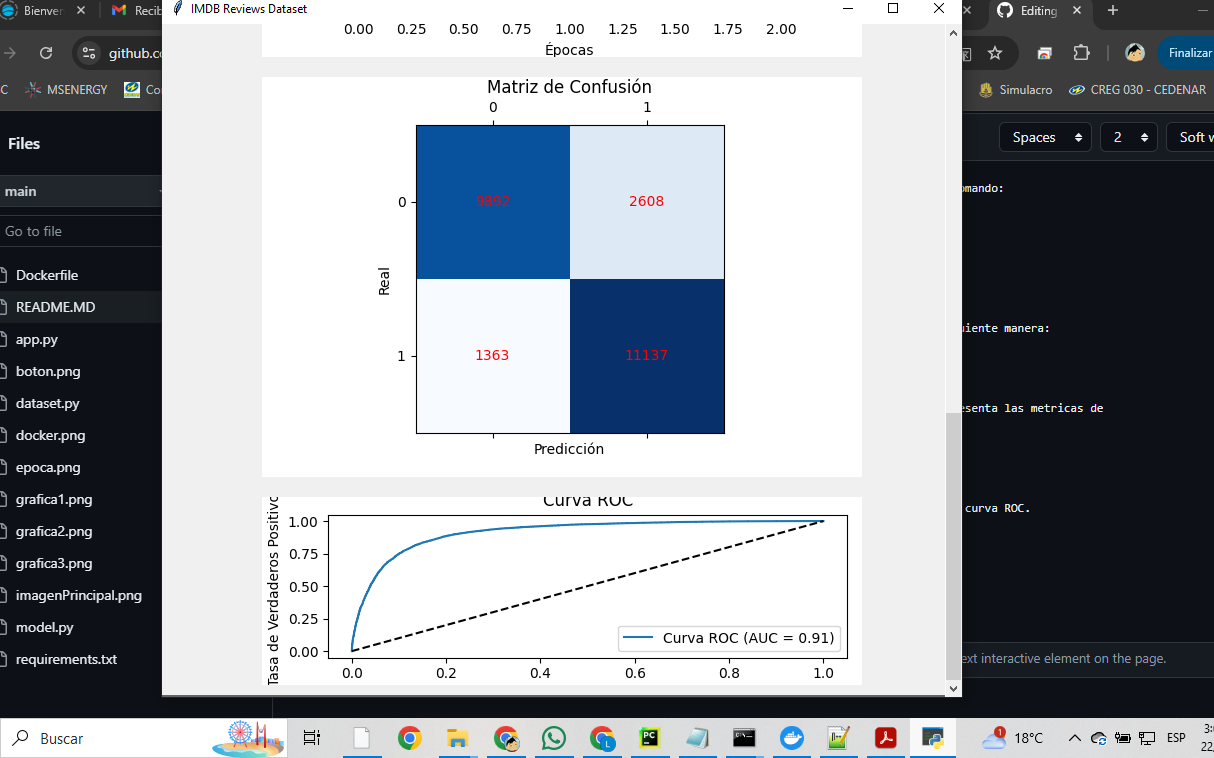 Bienver
Recib
IMDB Reviews Dataset
Editing
github.co
Finalizar
C
MSENERGY
Co
Simulacro
CREG 030 - CEDENAR
0.00 0.25 0.50 0.75 1.00 1.25 1.50 1.75 2.00
Épocas
Files
main
Go to file
Dockerfile
README.MD
app.py
boton.png
dataset.py
docker.png
epoca.png
grafica1.png
grafica2.png
grafica3.png
imagenPrincipal.png
model.py
requirements.txt
Matriz de Confusión
0 1
0
9892 2608
Real
1
1363 11137
Predicción
Curva ROC
Tasa de Verdaderos Positivo
1.00
0.75
0.50
0.25
0.00
Curva ROC (AUC = 0.91)
0.0 0.2 0.4 0.6 0.8 1.0
Spaces
2
Soft w
omando:
uiente manera:
esenta las metricas de
curva ROC.
ext interactive element on the page.
Buscar
L
PC
1
18°C
ESP
3:
22